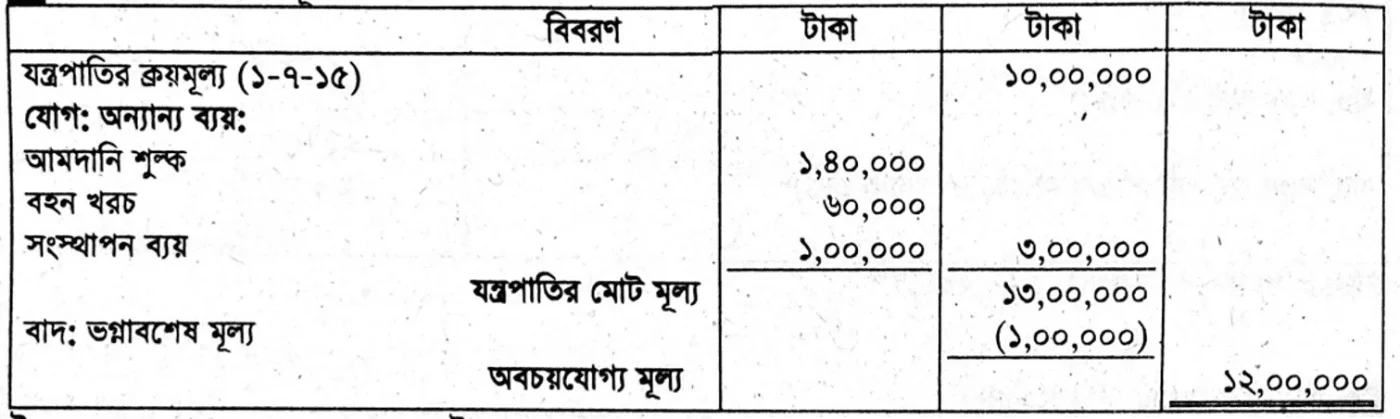 বিবরণ টাকা টাকা টাকা
যন্ত্রপাতির ক্রয়মূল্য (১-৭-১৫) ১০,০০,০০০
যোগ: অন্যান্য ব্যয়:
আমদানি শুল্ক ১,৪০,০০০
বহন খরচ ৬০,০০০
সংস্থাপন ব্যয় ১,০০,০০০ ৩,০০,০০০
যন্ত্রপাতির মোট মূল্য ১৩,০০,০০০
বাদ: ভগ্নাবশেষ মূল্য (১,০০,০০০)
অবচয়যোগ্য মূল্য ১২,০০,০০০